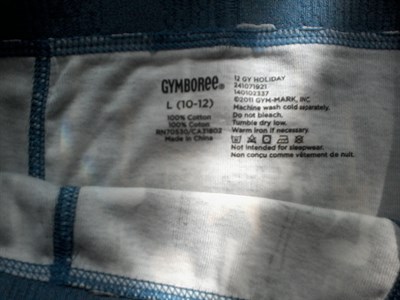 GYMBOREE®
L (10-12)
100% Cotton
100% Coton
RN70530/CA31802
Made in China
12 GY HOLIDAY
241071921
140102337
©2011 GYM-MARK, INC
Machine wash cold separately.
Do not bleach.
Tumble dry low.
Warm iron if necessary.
Not intended for sleepwear.
Non conçu comme vêtement de nuit.